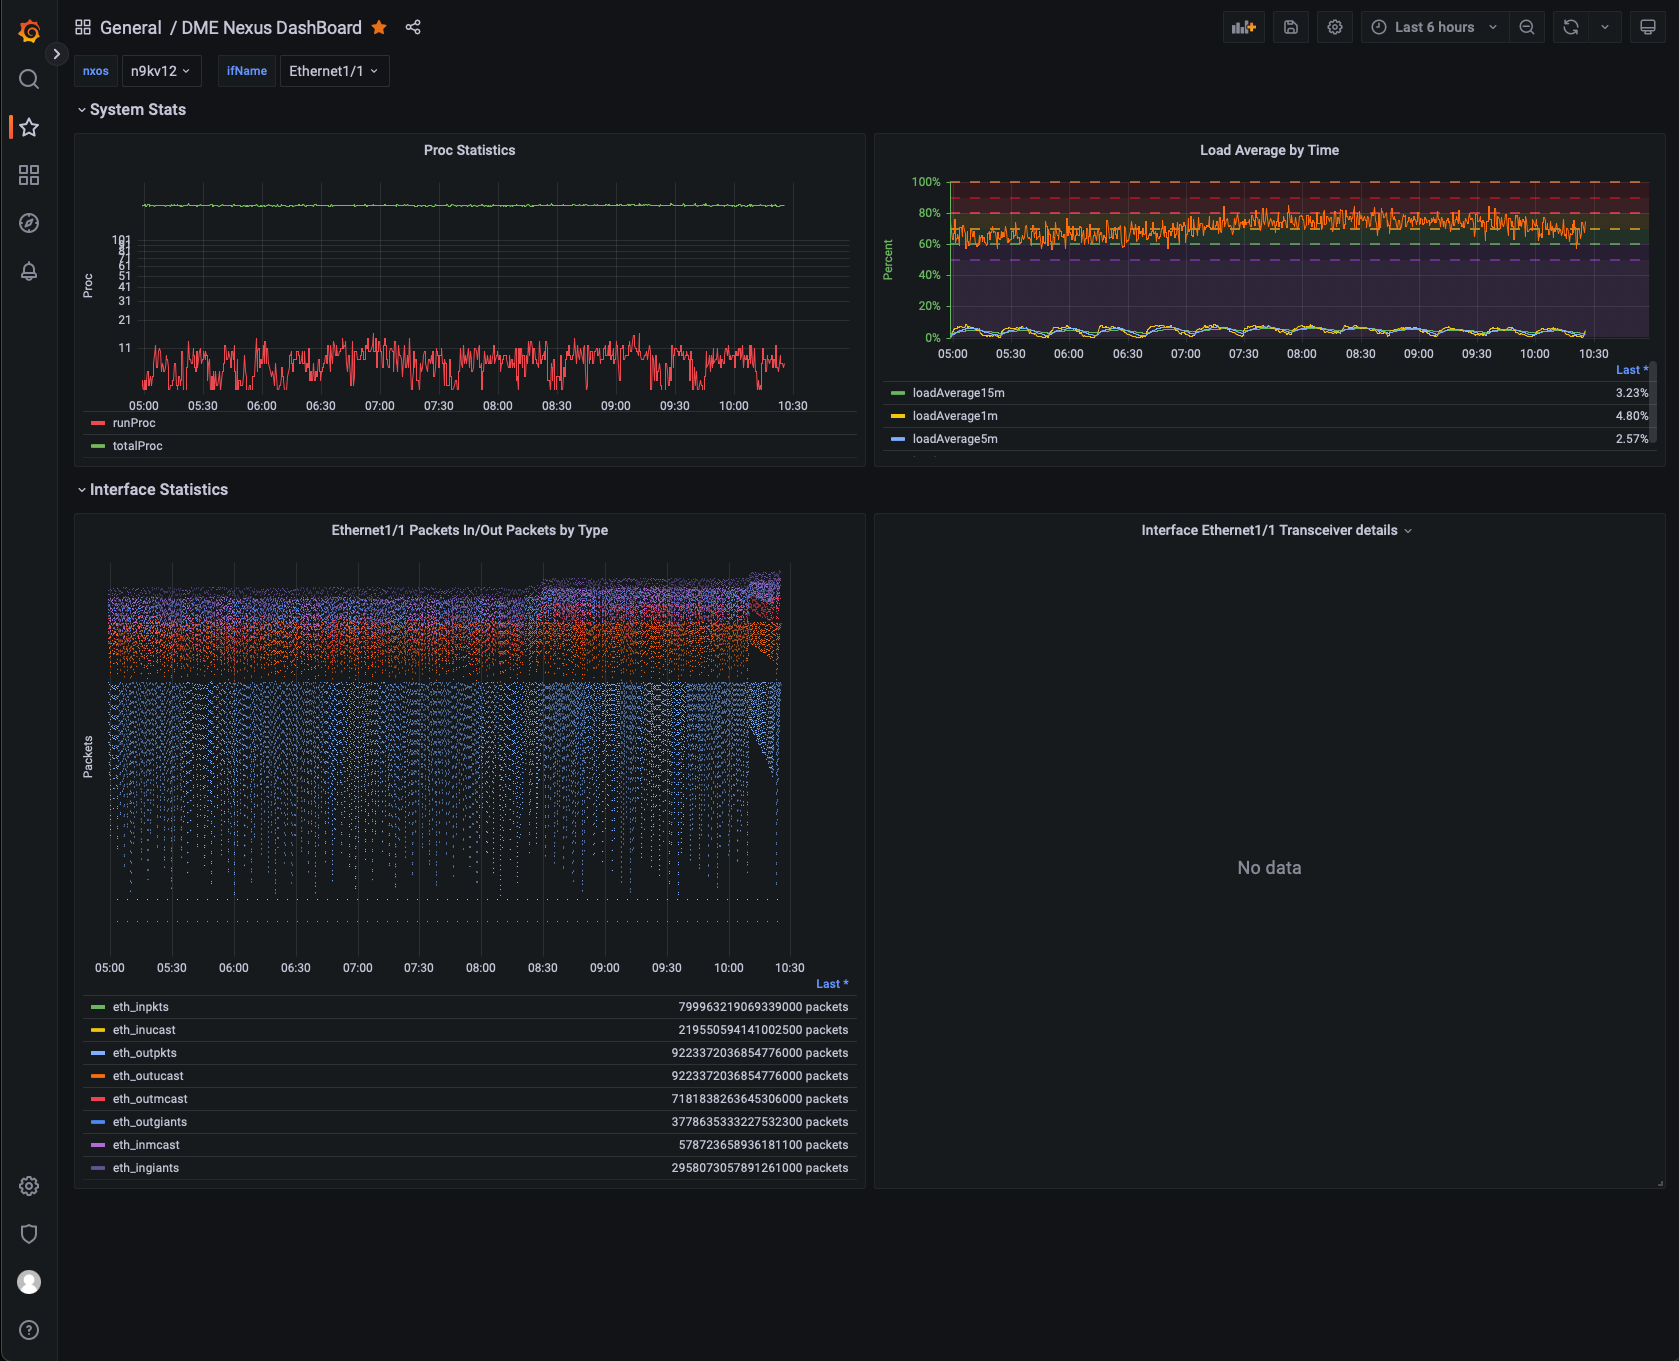 General / DME Nexus DashBoard
Last 6 hours
nxos n9kv12 ifName Ethernet1/1
System Stats
Proc Statistics
Proc
101
91
81
71
61
51
41
31
21
11
05:00 05:30 06:00 06:30 07:00 07:30 08:00 08:30 09:00 09:30 10:00 10:30
runProc
totalProc
Load Average by Time
Percent
100%
80%
60%
40%
20%
0%
05:00 05:30 06:00 06:30 07:00 07:30 08:00 08:30 09:00 09:30 10:00 10:30
Last *
loadAverage15m 3.23%
loadAverage1m 4.80%
loadAverage5m 2.57%
Interface Statistics
Ethernet1/1 Packets In/Out Packets by Type
Packets
05:00 05:30 06:00 06:30 07:00 07:30 08:00 08:30 09:00 09:30 10:00 10:30
Last *
eth_inpkts 799963219069339000 packets
eth_inucast 219550594141002500 packets
eth_outpkts 9223372036854776000 packets
eth_outucast 9223372036854776000 packets
eth_outmcast 7181838263645306000 packets
eth_outgiants 3778635333227532300 packets
eth_inmcast 578723658936181100 packets
eth_ingiants 2958073057891261000 packets
Interface Ethernet1/1 Transceiver details
No data